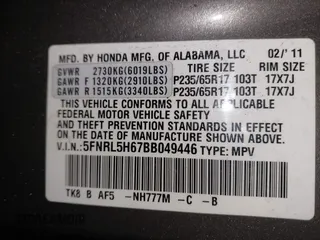 MFD. BY HONDA MFG. OF ALABAMA, LLC 02/'11
GVWR 2730KG(6019LBS) TIRE SIZE RIM SIZE
GAWR F 1320KG(2910LBS) P235/65R17 103T 17X7J
GAWR R 1515KG(3340LBS) P235/65R17 103T 17X7J
THIS VEHICLE CONFORMS TO ALL APPLICABLE
FEDERAL MOTOR VEHICLE SAFETY AND THEFT
PREVENTION STANDARDS IN EFFECT ON THE
DATE OF MANUFACTURE SHOWN ABOVE.
V.I.N.:5FNRL5H67BB049446 TYPE: MPV
TK8 B AF5 -NH777M -C -B